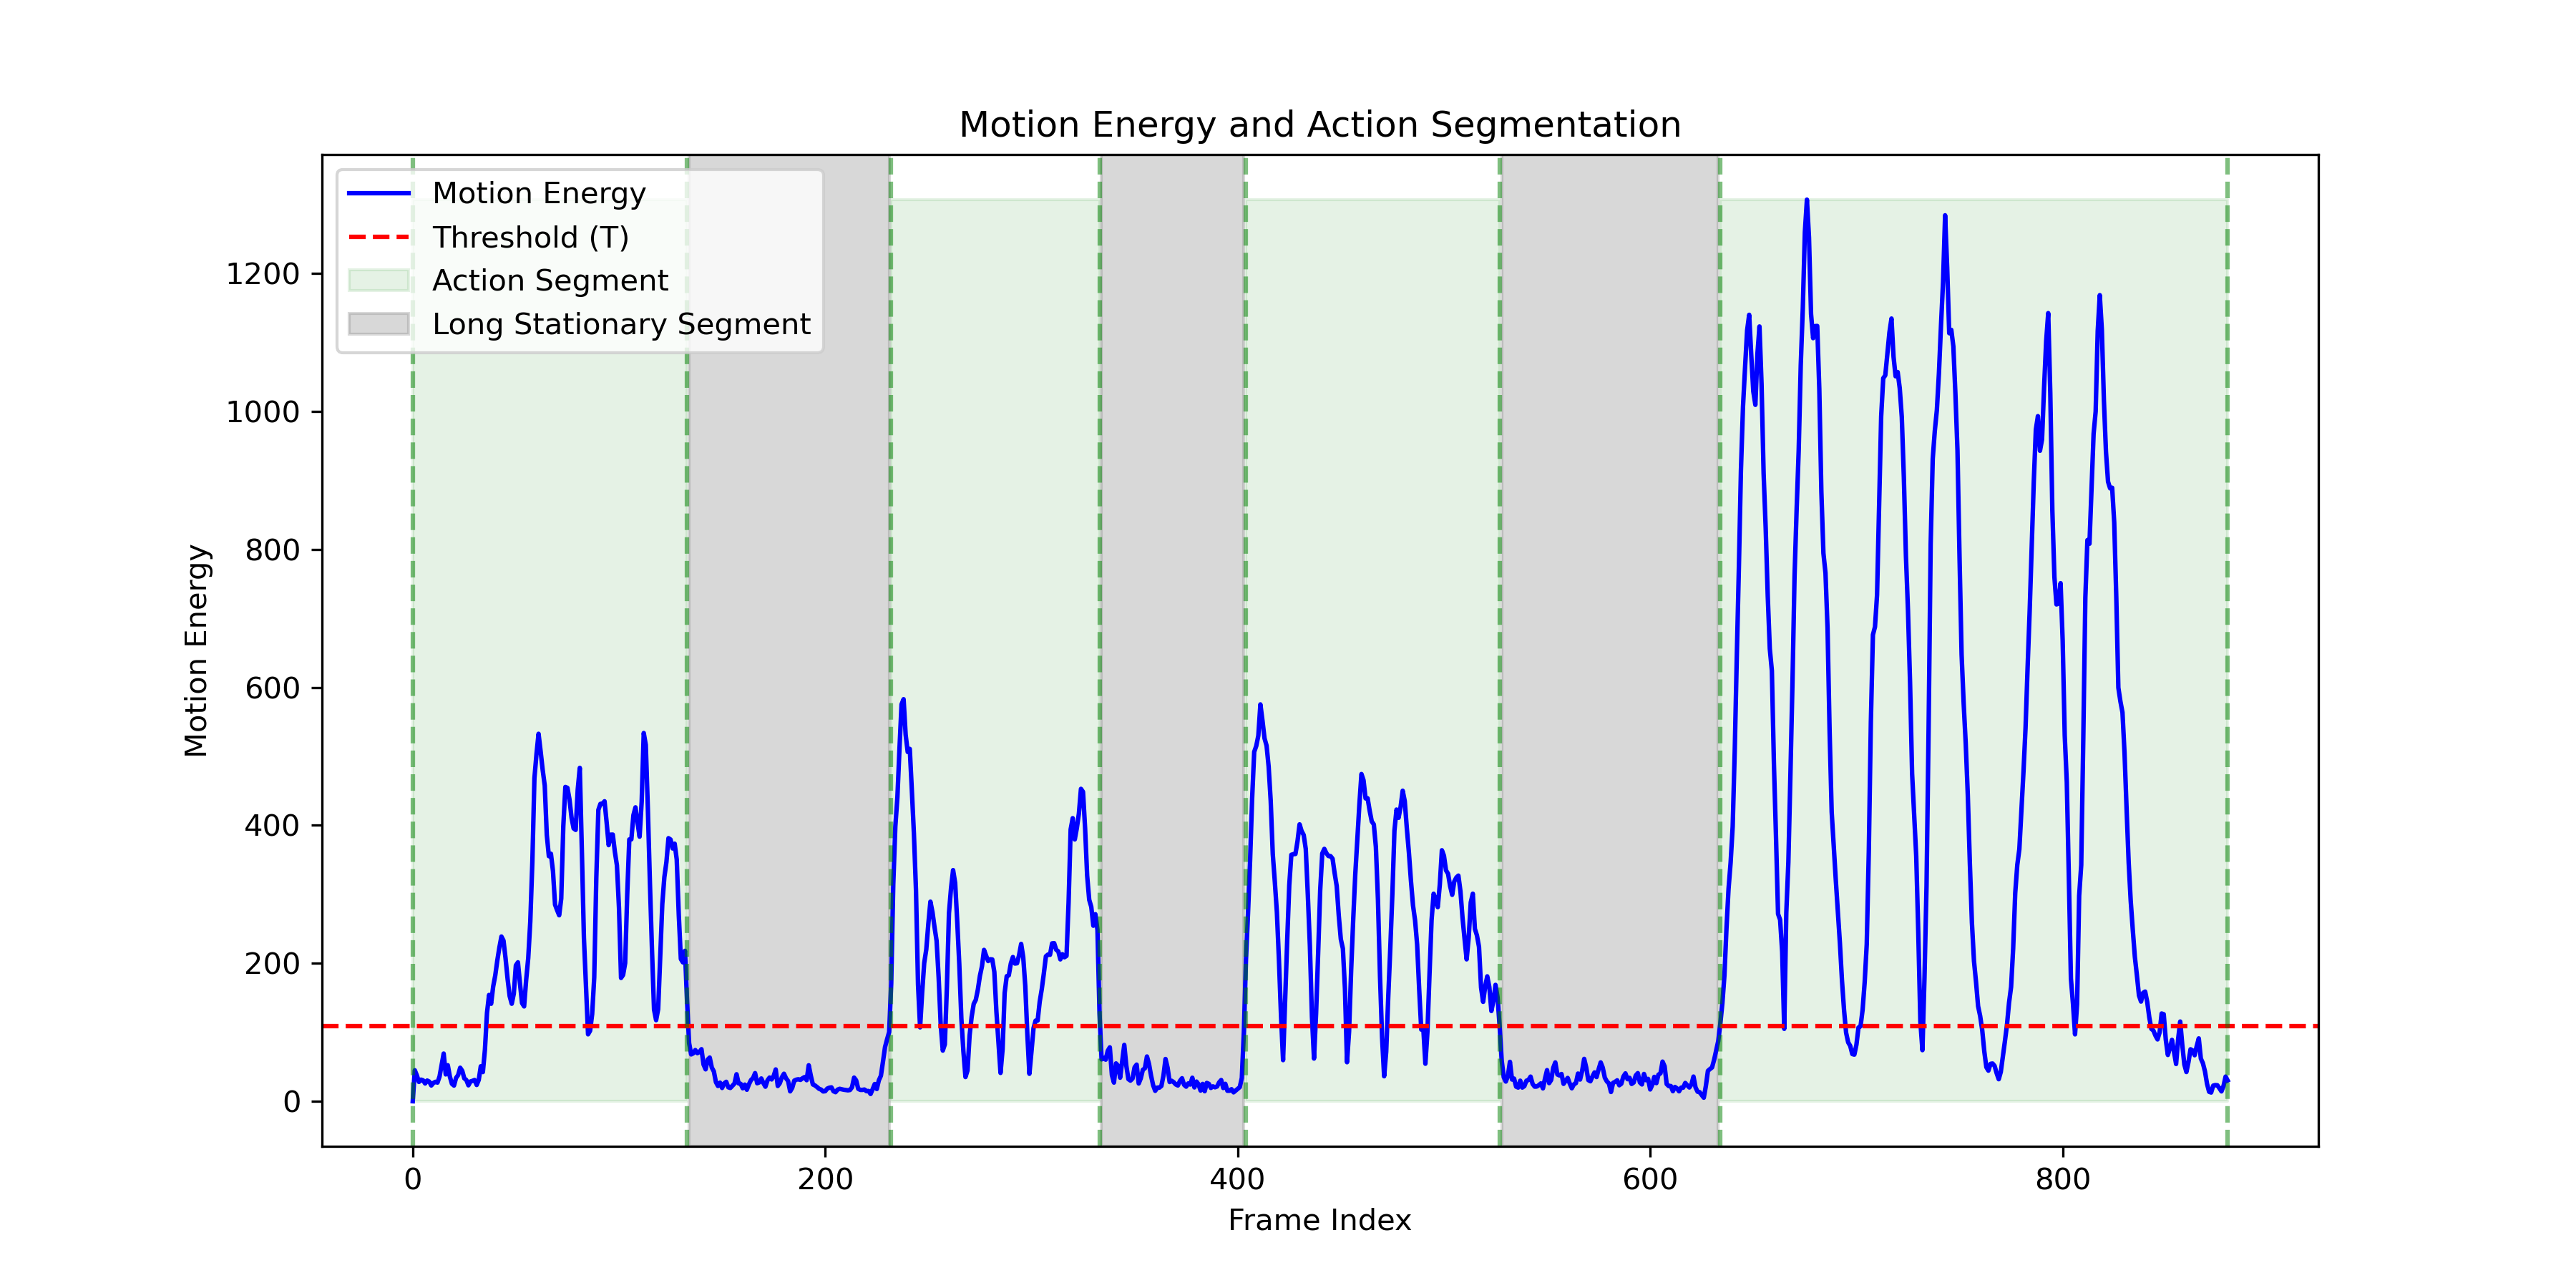 Motion Energy and Action Segmentation
Motion Energy
Threshold (T)
Action Segment
Long Stationary Segment
Motion Energy
1200
1000
800
600
400
200
0
0 200 400 600 800
Frame Index